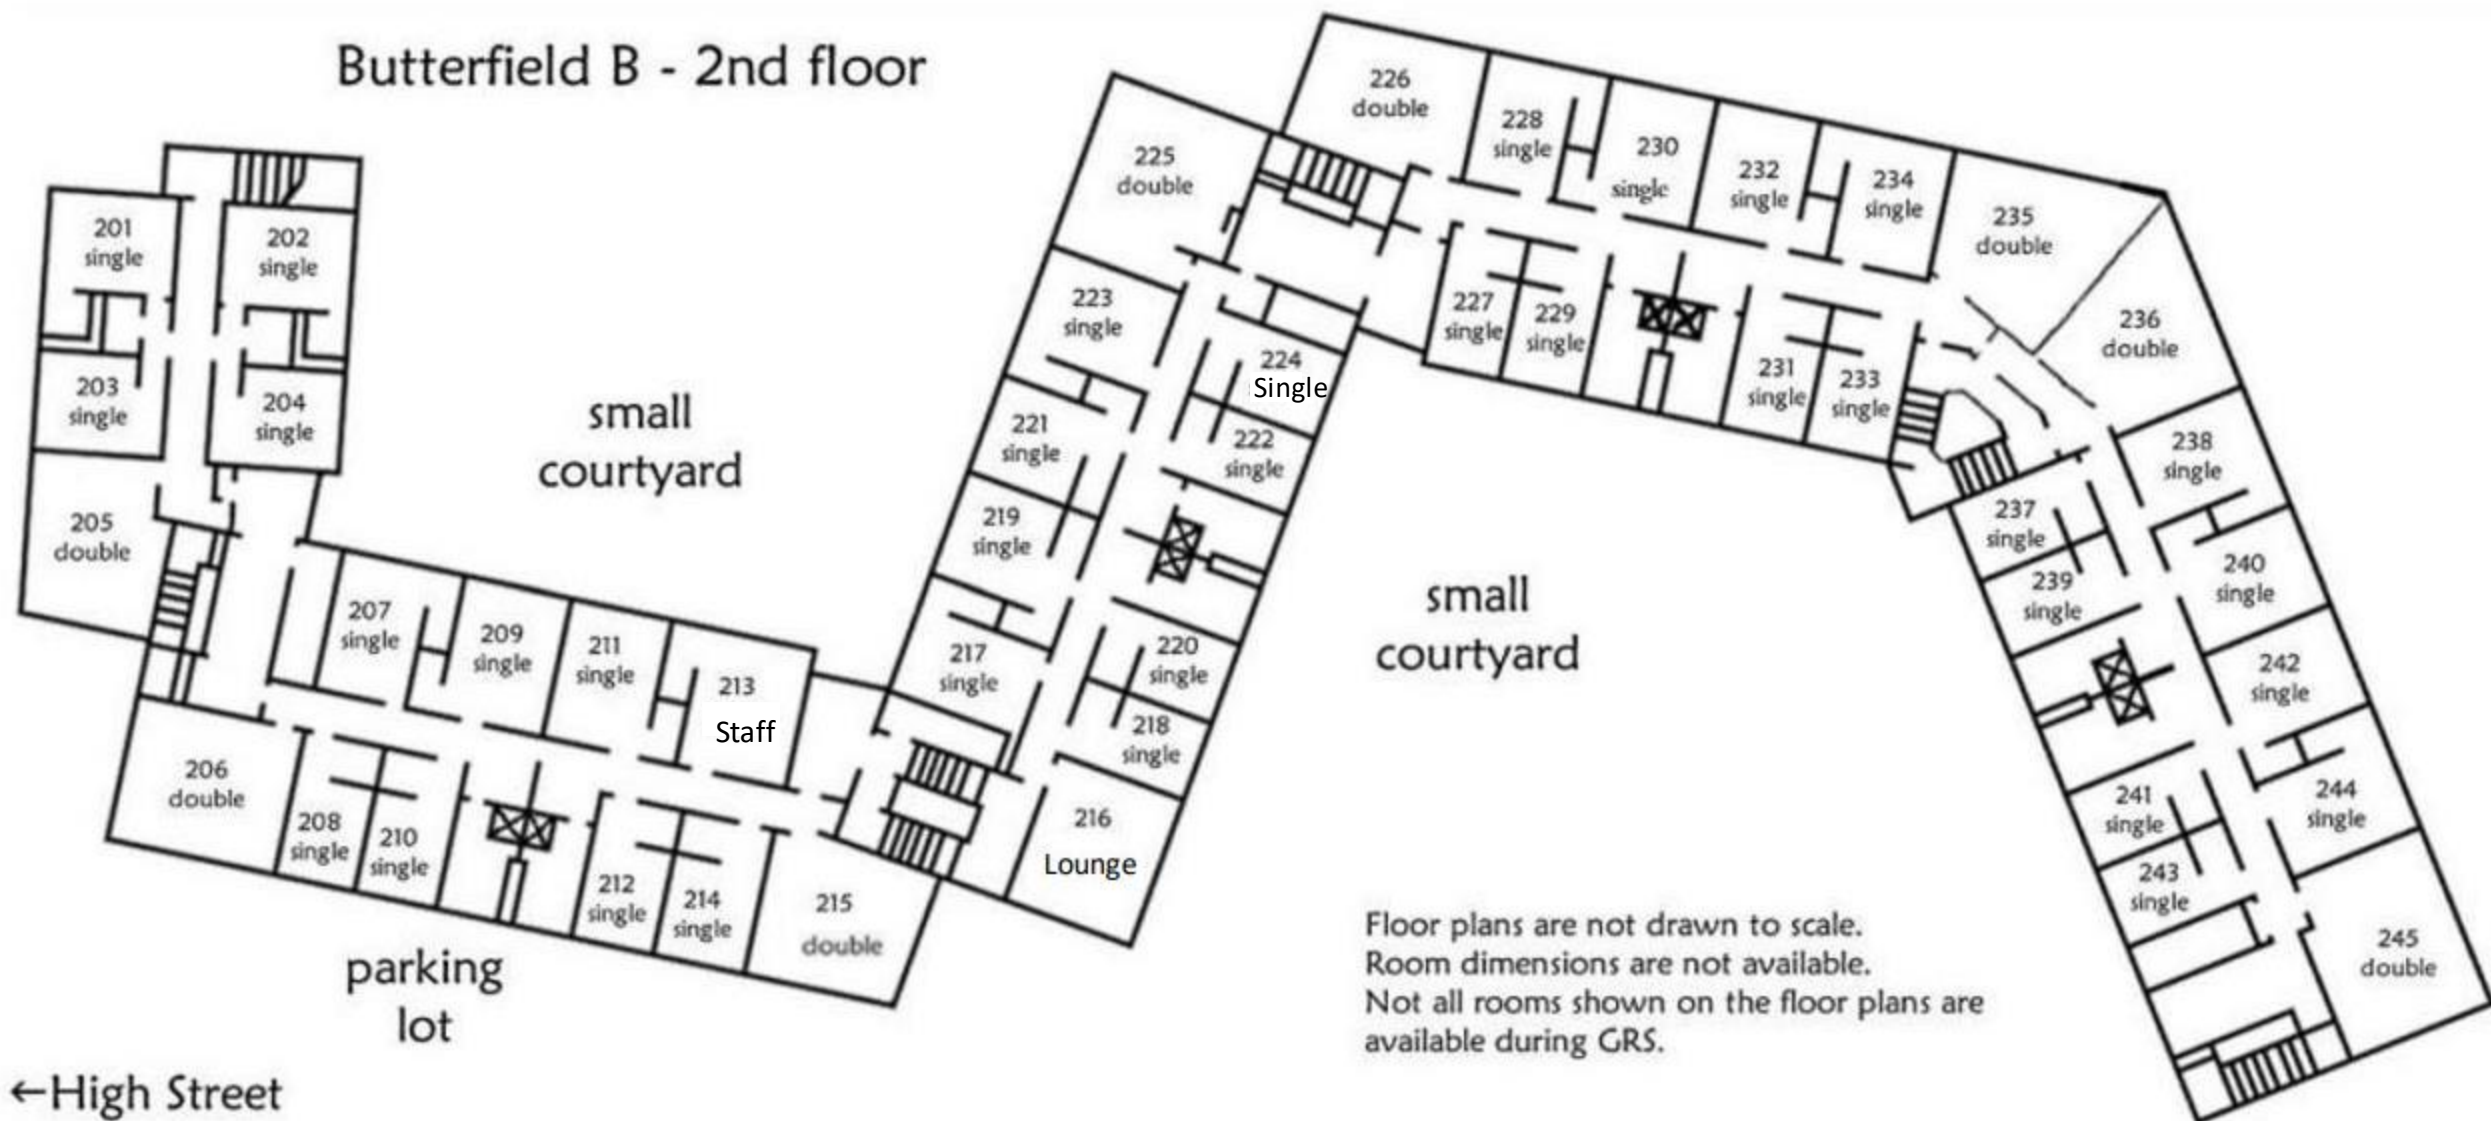 Butterfield B - 2nd floor
201
single
202
single
203
single
204
single
205
double
small
courtyard
206
double
207
single
208
single
209
single
210
single
211
single
212
single
213
Staff
214
single
215
double
216
Lounge
217
single
218
single
219
single
220
single
221
single
222
single
223
single
224
Single
225
double
226
double
227
single
228
single
229
single
230
single
231
single
232
single
233
single
234
single
235
double
236
double
small
courtyard
237
single
238
single
239
single
240
single
241
single
242
single
243
single
244
single
245
double
parking
lot
←High Street
Floor plans are not drawn to scale.
Room dimensions are not available.
Not all rooms shown on the floor plans are
available during GRS.